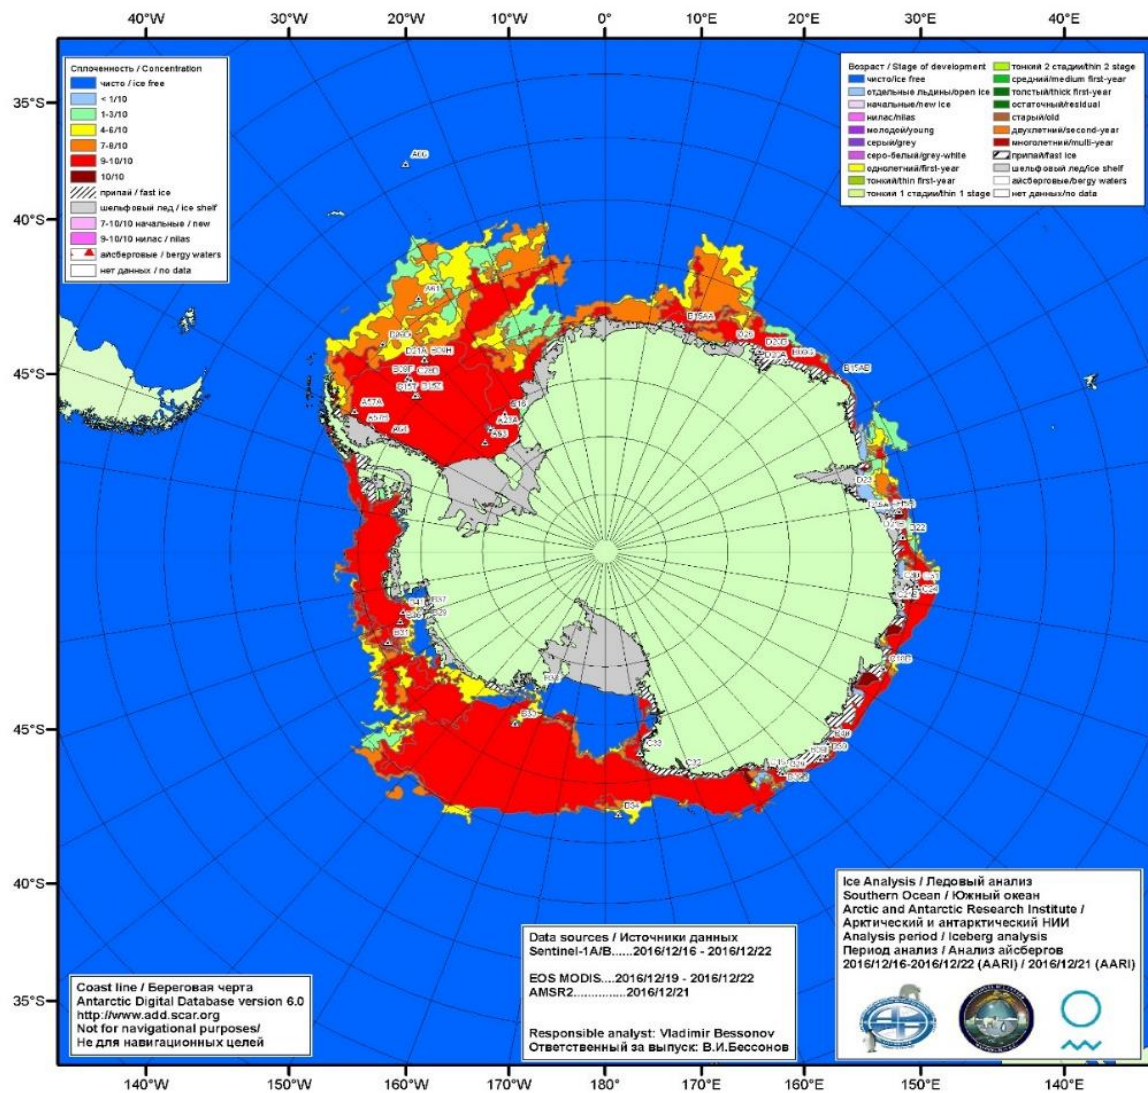 40°W
30°W
20°W
10°W
0°
10°E
20°E
30°E
40°E
Сплоченность / Concentration
чисто / ice free
< 1/10
1-3/10
4-6/10
7-8/10
9-10/10
10/10
припай / fast ice
шельфовый лед / ice shelf
7-10/10 начальные / new
9-10/10 нилас / nilas
айсберговые / bergy waters
нет данных / no data
Возраст / Stage of development
чисто/ice free
отдельные льдины/open ice
начальные/new ice
нилас/nilas
молодой/young
серый/grey
серо-белый/grey-white
однолетний/first-year
тонкий/thin first-year
тонкий 1 стадии/thin 1 stage
тонкий 2 стадии/thin 2 stage
средний/medium first-year
толстый/thick first-year
остаточный/residual
старый/old
двухлетний/second-year
многолетний/multi-year
припай/fast ice
шельфовый лед/ice shelf
айсберговые/bergy waters
нет данных/no data
35°S
40°S
45°S
45°S
40°S
35°S
B15AA
B15AB
A57A
A23A
D22
B31
C33
C32
B34
Data sources / Источники данных
Sentinel-1A/B......2016/12/16 - 2016/12/22
EOS MODIS....2016/12/19 - 2016/12/22
AMSR2...............2016/12/21
Responsible analyst: Vladimir Bessonov
Ответственный за выпуск: В.И.Бессонов
Coast line / Береговая черта
Antarctic Digital Database version 6.0
http://www.add.scar.org
Not for navigational purposes/
Не для навигационных целей
Ice Analysis / Ледовый анализ
Southern Ocean / Южный океан
Arctic and Antarctic Research Institute /
Арктический и антарктический НИИ
Analysis period / Iceberg analysis
Период анализ / Анализ айсбергов
2016/12/16-2016/12/22 (AARI) / 2016/12/21 (AARI)
140°W
150°W
160°W
170°W
180°
170°E
160°E
150°E
140°E